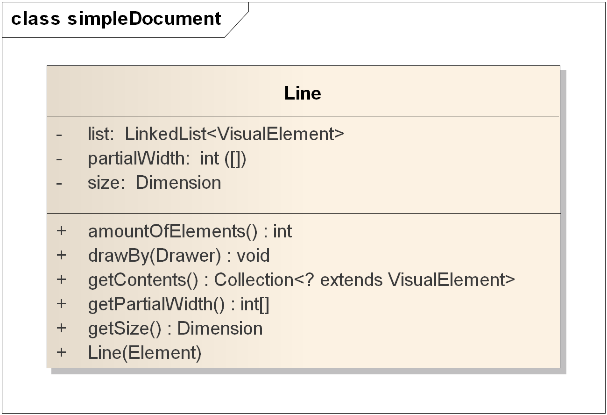 class simpleDocument
Line
- list: LinkedList<VisualElement>
- partialWidth: int ([])
- size: Dimension
+ amountOfElements() : int
+ drawBy(Drawer) : void
+ getContents() : Collection<? extends VisualElement>
+ getPartialWidth() : int[]
+ getSize() : Dimension
+ Line(Element)